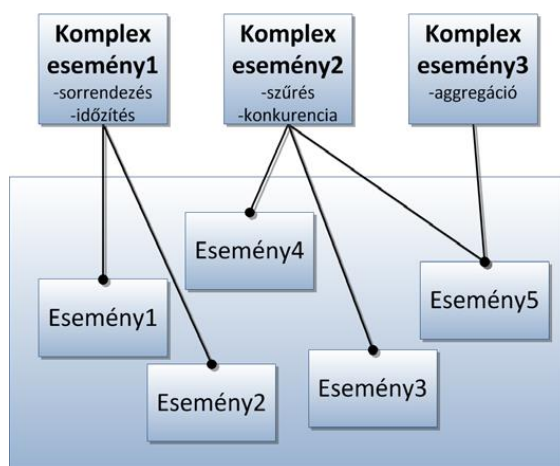 Komplex
esemény1
-sorrendezés
-időzítés
Komplex
esemény2
-szűrés
-konkurencia
Komplex
esemény3
-aggregáció
Esemény4
Esemény5
Esemény1
Esemény3
Esemény2